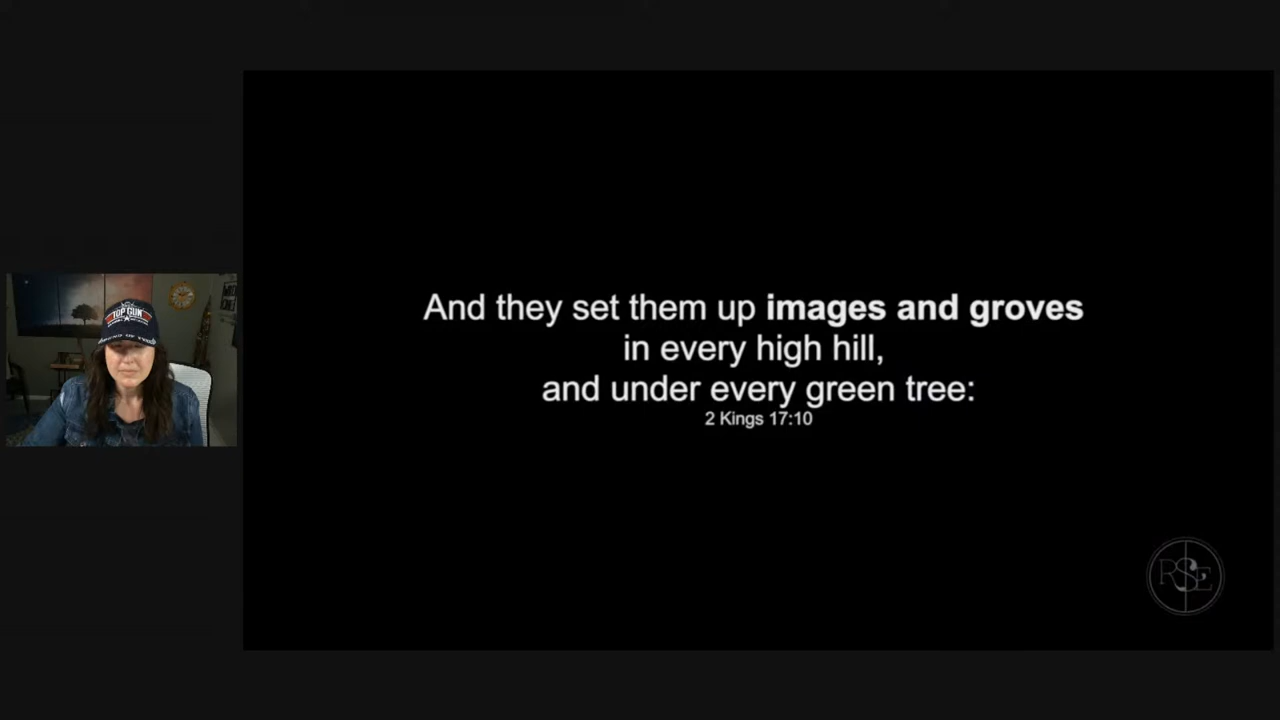 TOP GUN
And they set them up images and groves
in every high hill,
and under every green tree:
2 Kings 17:10
RSE